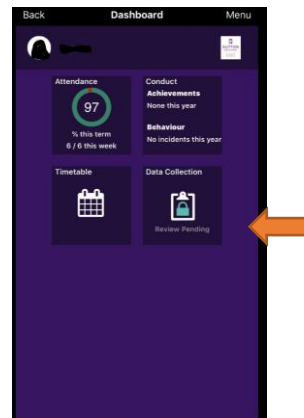 Back Dashboard Menu
Attendance
97
% this term
6 / 6 this week
Conduct
Achievements
None this year
Behaviour
No incidents this year
Timetable
Data Collection
Review Pending